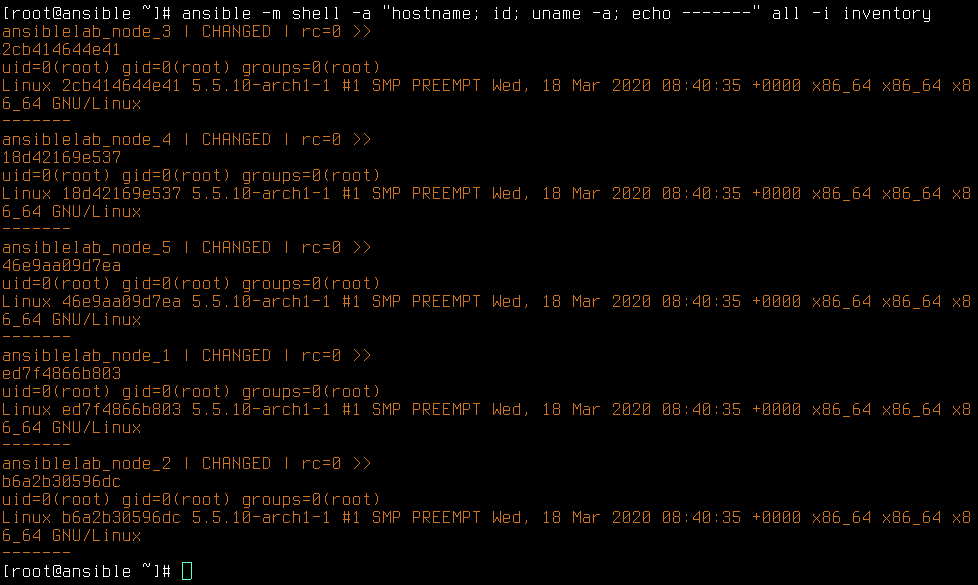 [root@ansible ~]# ansible -m shell -a "hostname; id; uname -a; echo -------" all -i inventory
ansiblelab_node_3 | CHANGED | rc=0 >>
2cb414644e41
uid=0(root) gid=0(root) groups=0(root)
Linux 2cb414644e41 5.5.10-arch1-1 #1 SMP PREEMPT Wed, 18 Mar 2020 08:40:35 +0000 x86_64 x86_64 x8
6_64 GNU/Linux
-------
ansiblelab_node_4 | CHANGED | rc=0 >>
18d42169e537
uid=0(root) gid=0(root) groups=0(root)
Linux 18d42169e537 5.5.10-arch1-1 #1 SMP PREEMPT Wed, 18 Mar 2020 08:40:35 +0000 x86_64 x86_64 x8
6_64 GNU/Linux
-------
ansiblelab_node_5 | CHANGED | rc=0 >>
46e9aa09d7ea
uid=0(root) gid=0(root) groups=0(root)
Linux 46e9aa09d7ea 5.5.10-arch1-1 #1 SMP PREEMPT Wed, 18 Mar 2020 08:40:35 +0000 x86_64 x86_64 x8
6_64 GNU/Linux
-------
ansiblelab_node_1 | CHANGED | rc=0 >>
ed7f4866b803
uid=0(root) gid=0(root) groups=0(root)
Linux ed7f4866b803 5.5.10-arch1-1 #1 SMP PREEMPT Wed, 18 Mar 2020 08:40:35 +0000 x86_64 x86_64 x8
6_64 GNU/Linux
-------
ansiblelab_node_2 | CHANGED | rc=0 >>
b6a2b30596dc
uid=0(root) gid=0(root) groups=0(root)
Linux b6a2b30596dc 5.5.10-arch1-1 #1 SMP PREEMPT Wed, 18 Mar 2020 08:40:35 +0000 x86_64 x86_64 x8
6_64 GNU/Linux
-------
[root@ansible ~]#